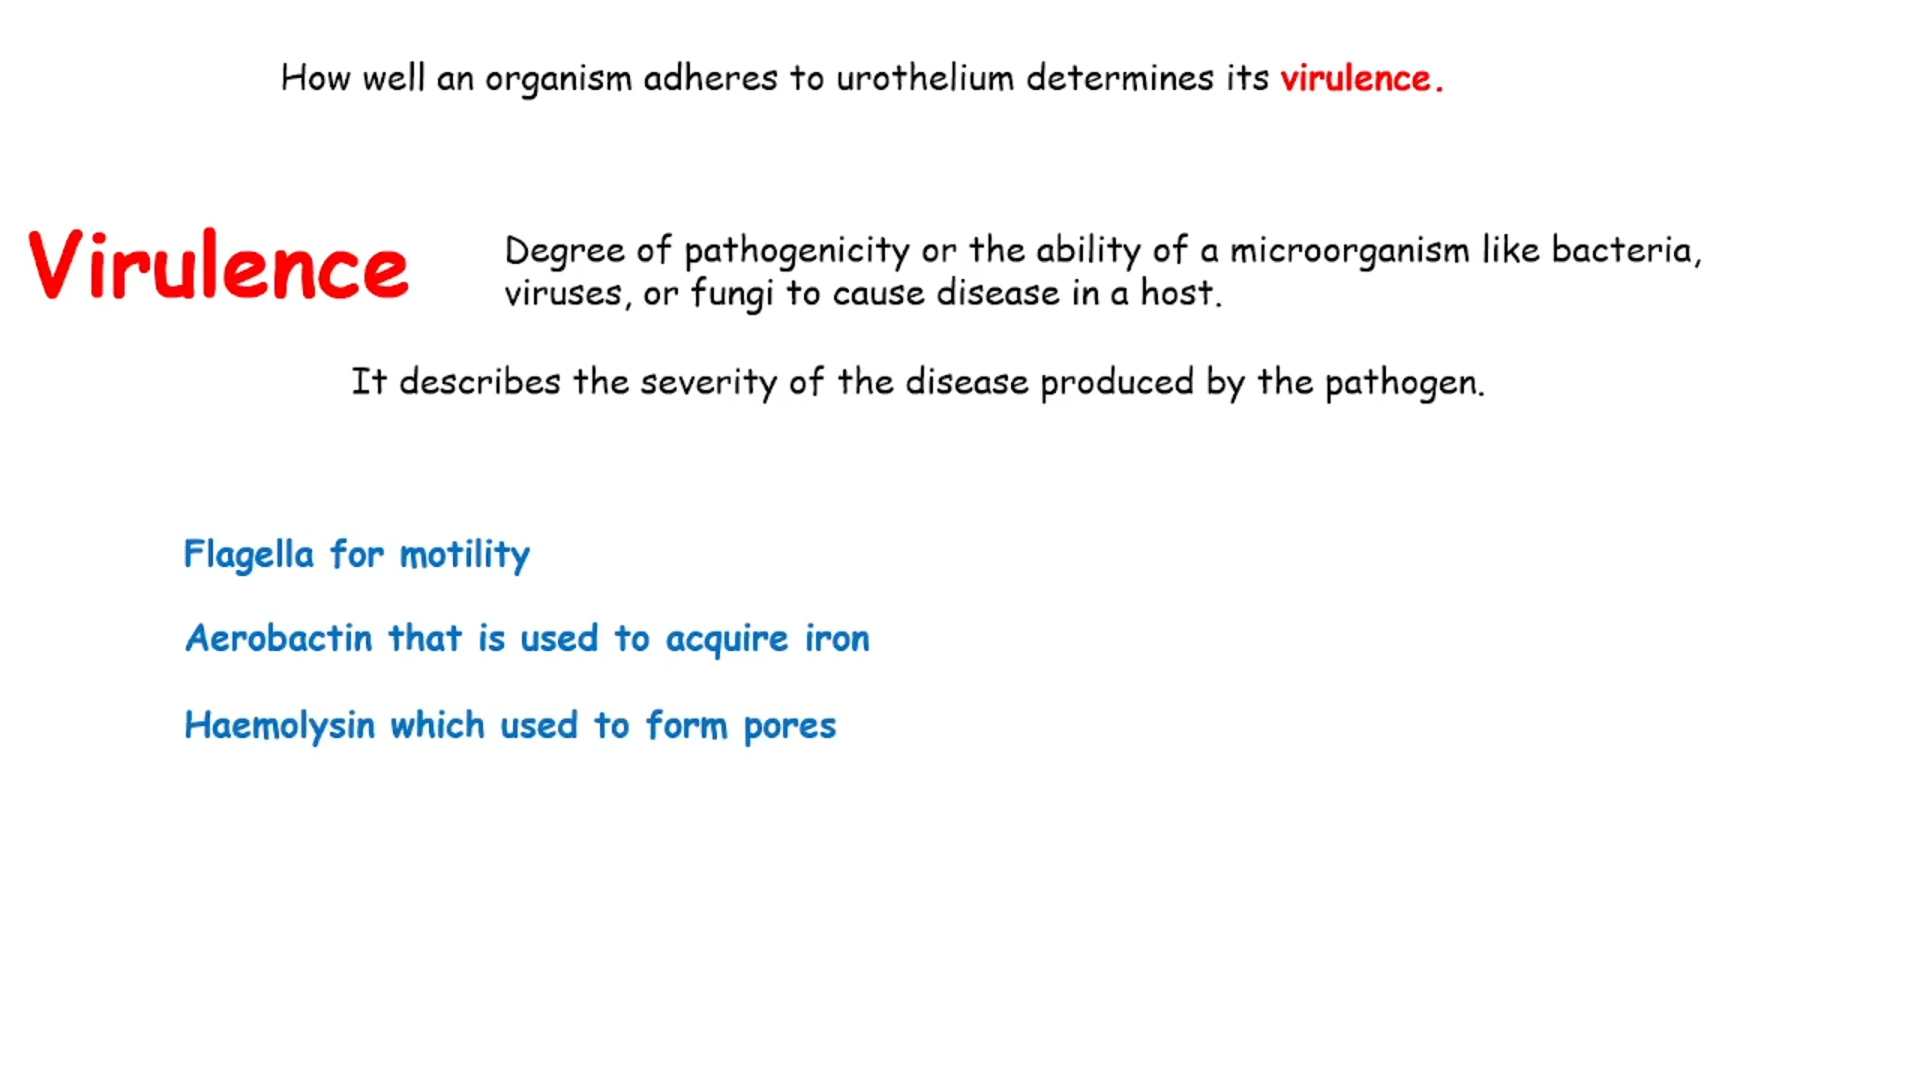 How well an organism adheres to urothelium determines its virulence.
Virulence
Degree of pathogenicity or the ability of a microorganism like bacteria,
viruses, or fungi to cause disease in a host.
It describes the severity of the disease produced by the pathogen.
Flagella for motility
Aerobactin that is used to acquire iron
Haemolysin which used to form pores